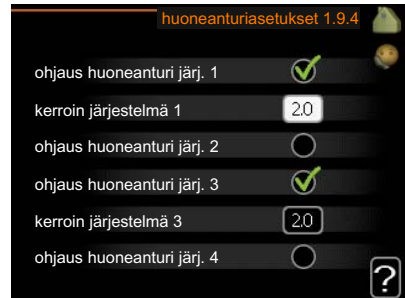 huoneanturiasetukset 1.9.4
ohjaus huoneanturi järj. 1
kerroin järjestelmä 1 2.0
ohjaus huoneanturi järj. 2
ohjaus huoneanturi järj. 3
kerroin järjestelmä 3 2.0
ohjaus huoneanturi järj. 4
?